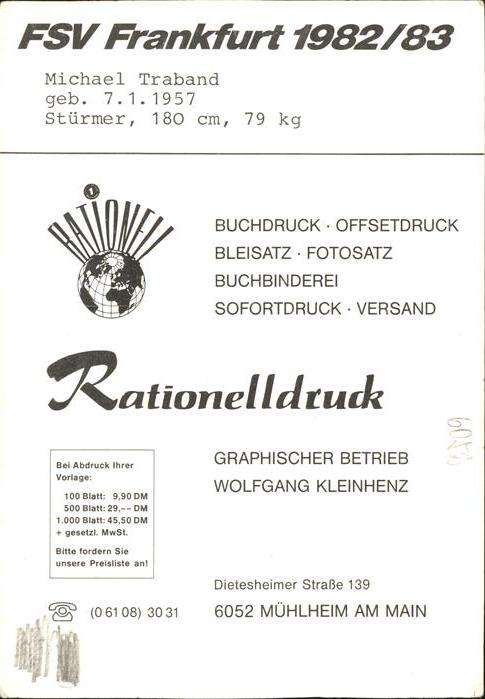 FSV Frankfurt 1982/83
Michael Traband
geb. 7.1.1957
Stürmer, 180 cm, 79 kg
RATIONELL
BUCHDRUCK · OFFSETDRUCK
BLEISATZ · FOTOSATZ
BUCHBINDEREI
SOFORTDRUCK · VERSAND
Rationelldruck
GRAPHISCHER BETRIEB
WOLFGANG KLEINHENZ
Bei Abdruck Ihrer
Vorlage:
100 Blatt: 9,90 DM
500 Blatt: 29,-- DM
1.000 Blatt: 45,50 DM
+ gesetzl. MwSt.
Bitte fordern Sie
unsere Preisliste an!
Dietesheimer Straße 139
(0 61 08) 30 31
6052 MÜHLHEIM AM MAIN